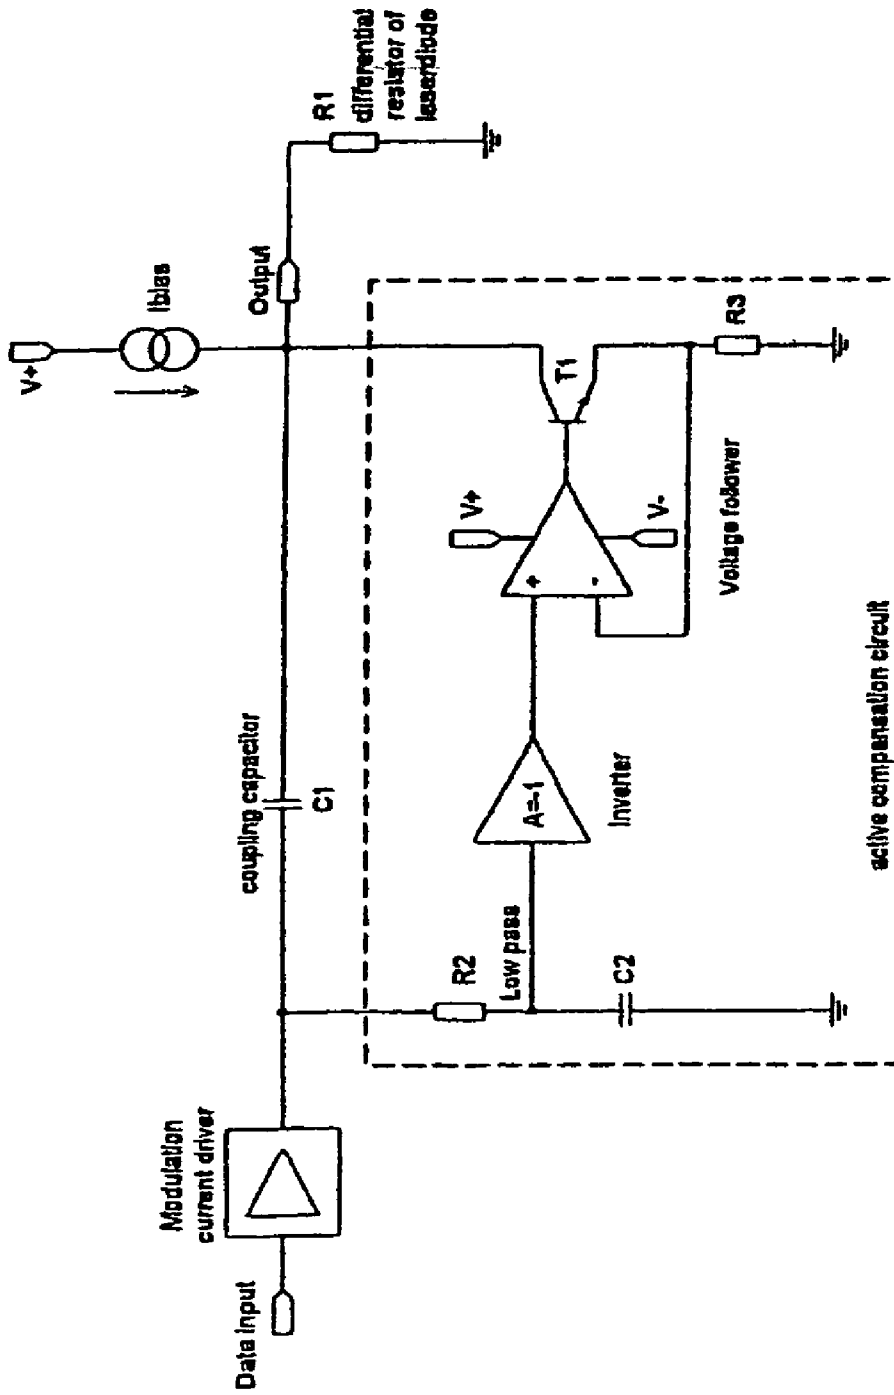 V+
Ibias
Output
R1
differential
resistor of
laserdiode
coupling capacitor
C1
Modulation
current driver
Data input
R2
Low pass
C2
A=-1
Inverter
+
-
V+
V-
T1
Voltage follower
R3
active compensation circuit